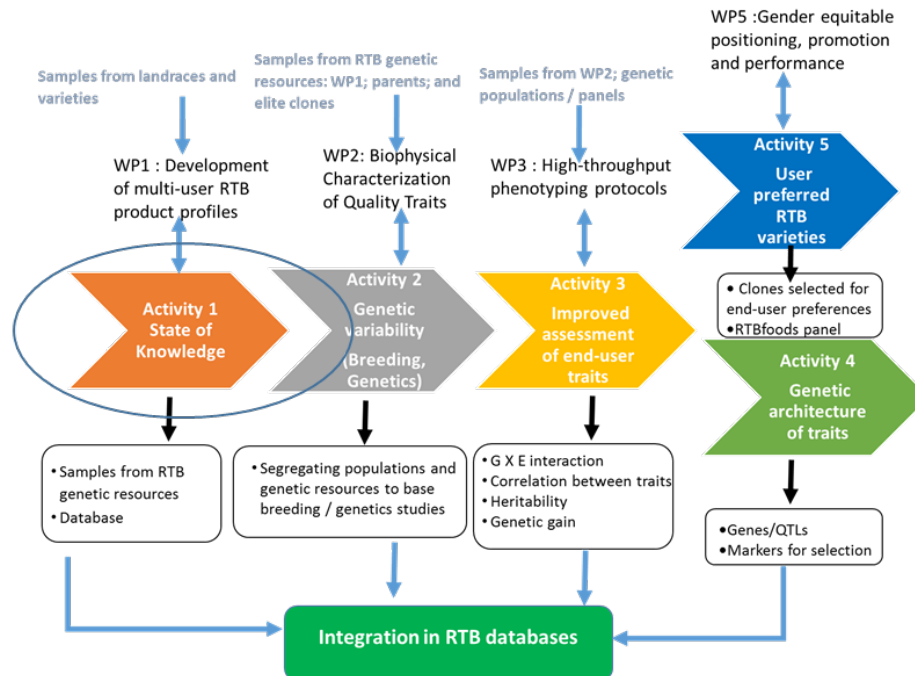 Samples from landraces and
varieties
WP1 : Development
of multi-user RTB
product profiles
Activity 1
State of
Knowledge
• Samples from RTB
genetic resources
• Database
Samples from RTB genetic
resources: WP1; parents; and
elite clones
WP2: Biophysical
Characterization
of Quality Traits
Activity 2
Genetic
variability
(Breeding,
Genetics)
• Segregating populations and
genetic resources to base
breeding / genetics studies
Samples from WP2; genetic
populations / panels
WP3 : High-throughput
phenotyping protocols
Activity 3
Improved
assessment
of end-user
traits
• G X E interaction
• Correlation between traits
• Heritability
• Genetic gain
WP5 :Gender equitable
positioning, promotion
and performance
Activity 5
User
preferred
RTB
varieties
• Clones selected for
end-user preferences
•RTBfoods panel
Activity 4
Genetic
architecture
of traits
•Genes/QTLs
•Markers for selection
Integration in RTB databases